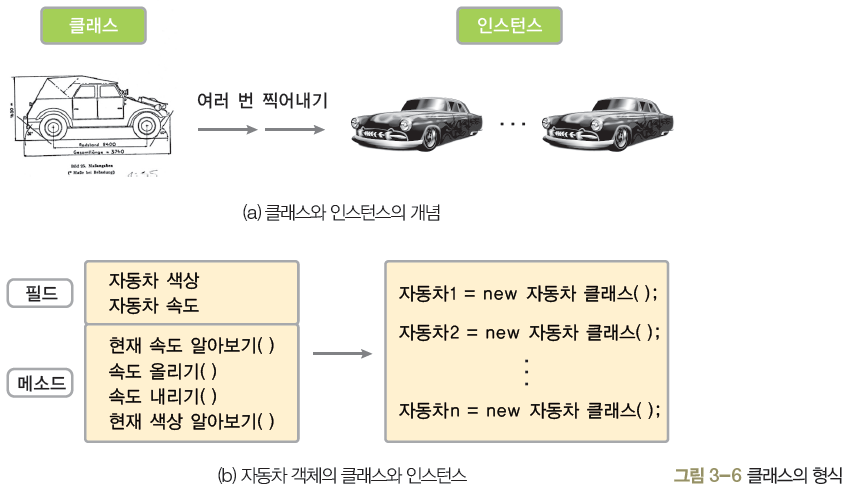 클래스
인스턴스
여러 번 찍어내기
Radstand 2400
(a) 클래스와 인스턴스의 개념
필드
자동차 색상
자동차 속도
메소드
현재 속도 알아보기( )
속도 올리기( )
속도 내리기( )
현재 색상 알아보기( )
자동차1 = new 자동차 클래스( );
자동차2 = new 자동차 클래스( );
⋮
자동차n = new 자동차 클래스( );
(b) 자동차 객체의 클래스와 인스턴스
그림 3-6 클래스의 형식